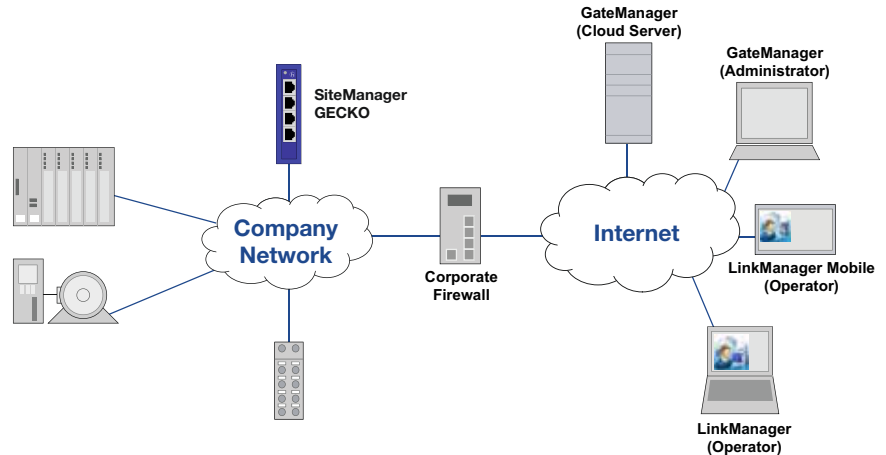 GateManager
(Cloud Server)
GateManager
(Administrator)
SiteManager
GECKO
Company
Network
Internet
Corporate
Firewall
LinkManager Mobile
(Operator)
LinkManager
(Operator)